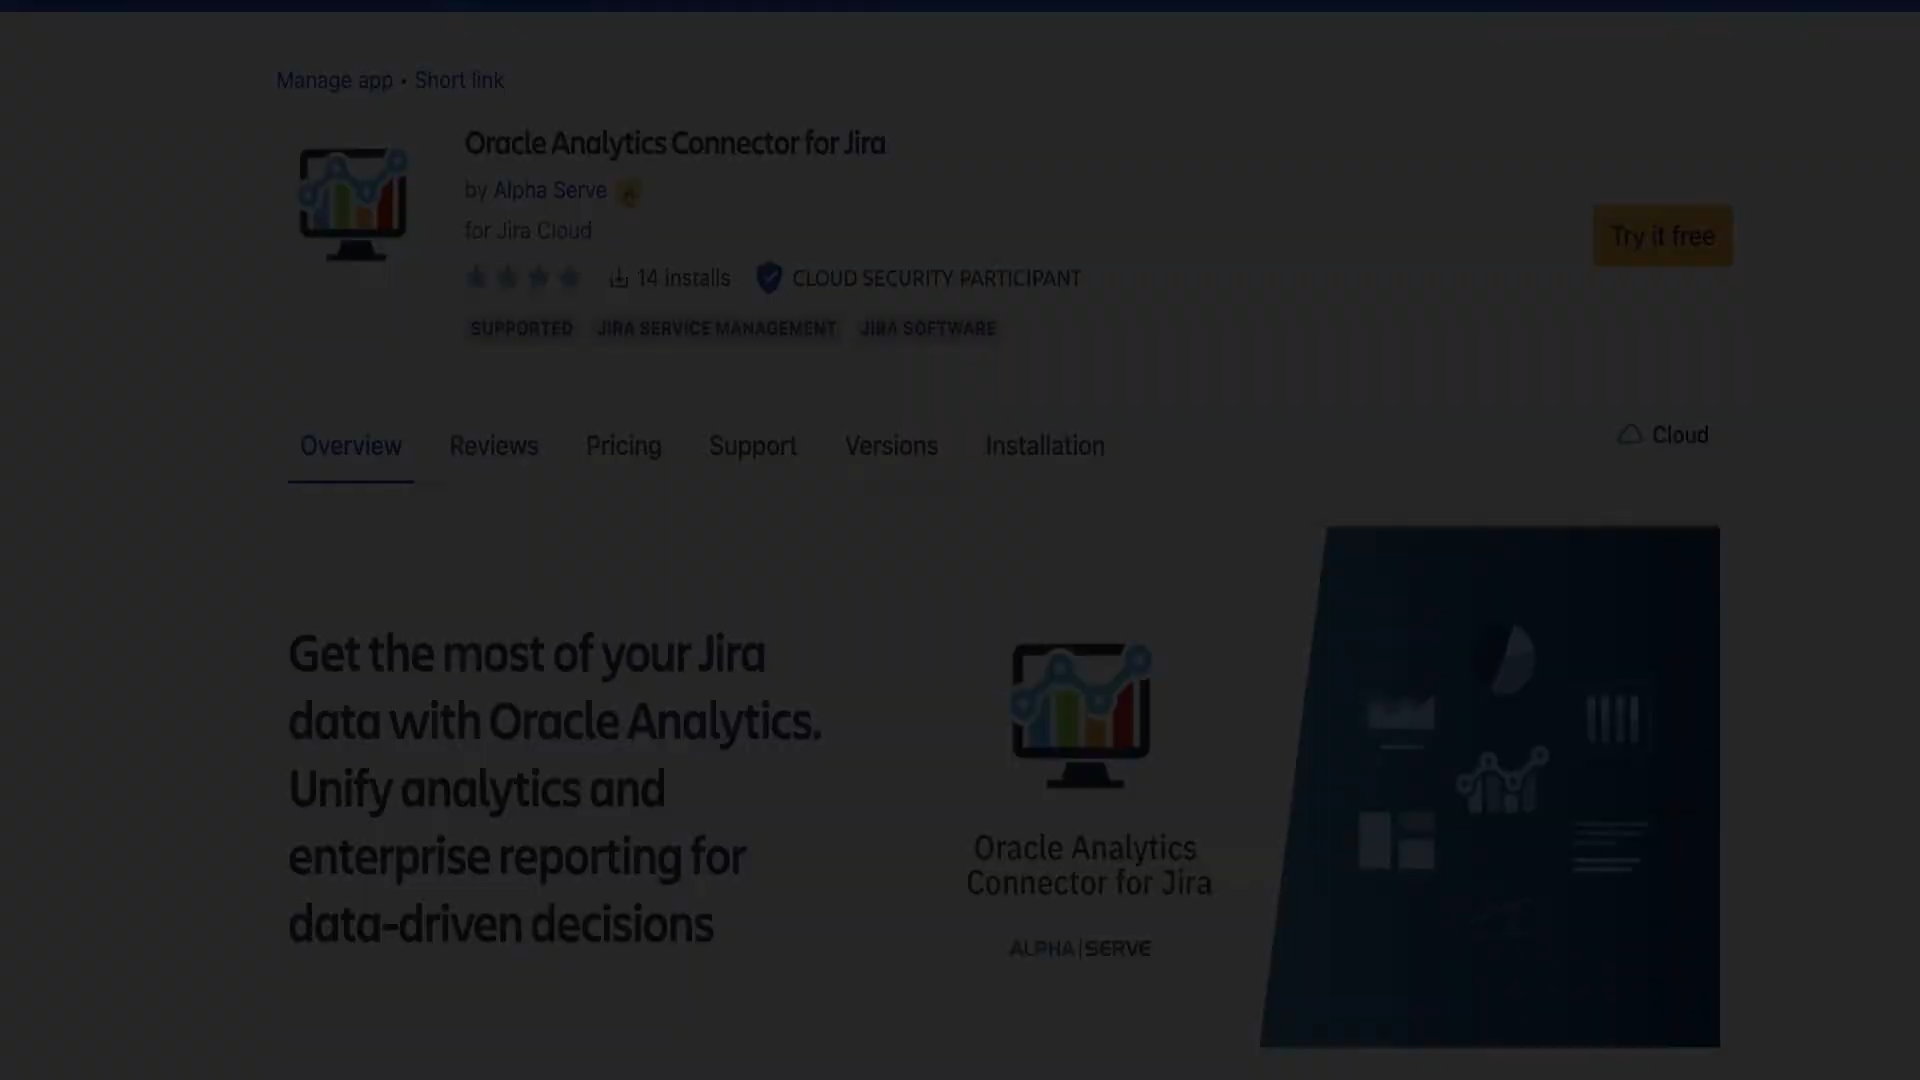 Manage app • Short link
Oracle Analytics Connector for Jira
by Alpha Serve
for Jira Cloud
14 installs CLOUD SECURITY PARTICIPANT
Try it free
SUPPORTED JIRA SERVICE MANAGEMENT JIRA SOFTWARE
Overview Reviews Pricing Support Versions Installation
Cloud
Get the most of your Jira
data with Oracle Analytics.
Unify analytics and
enterprise reporting for
data-driven decisions
Oracle Analytics
Connector for Jira
ALPHA|SERVE